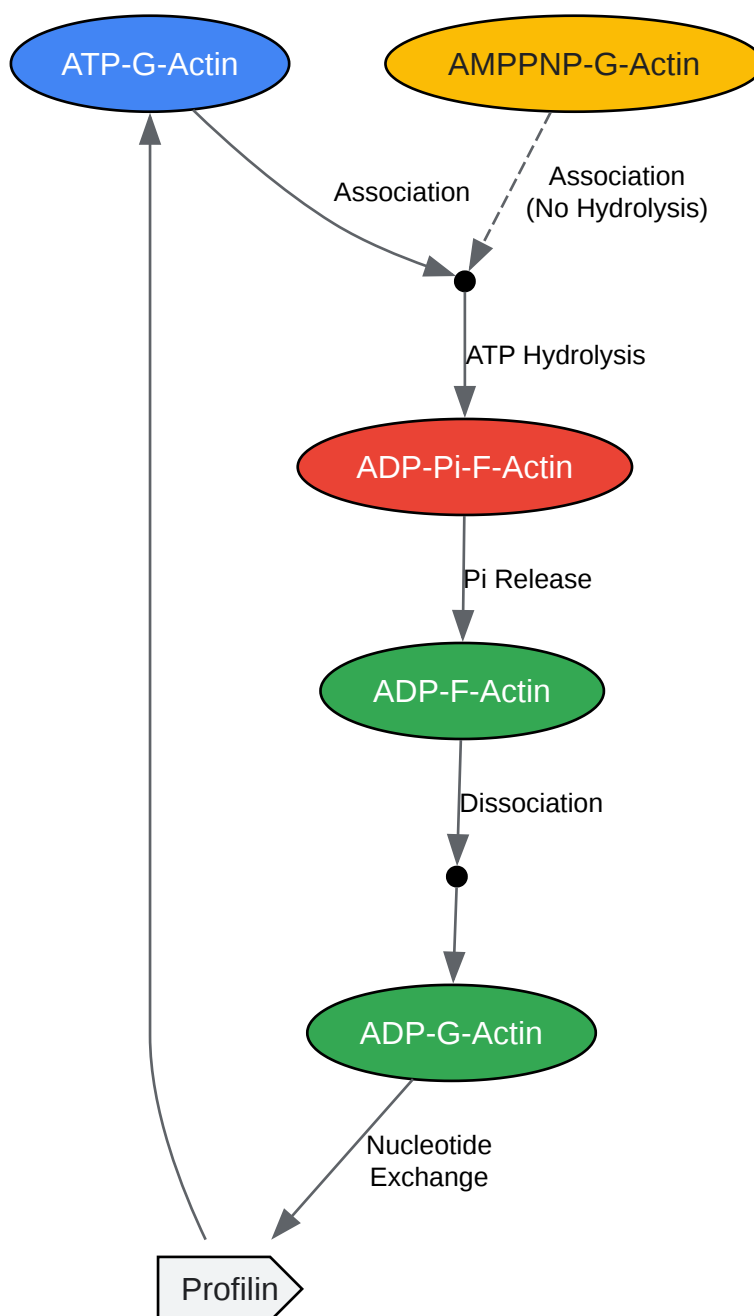 ATP-G-Actin
AMPPNP-G-Actin
Association
Association
(No Hydrolysis)
ATP Hydrolysis
ADP-Pi-F-Actin
Pi Release
ADP-F-Actin
Dissociation
ADP-G-Actin
Nucleotide
Exchange
Profilin